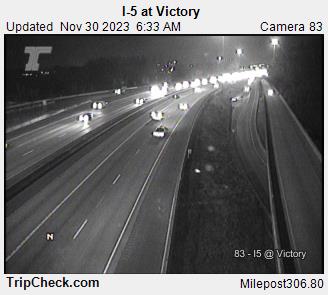 I-5 at Victory
Updated Nov 30 2023 6:33 AM Camera 83
T
N
83 - I5 @ Victory
TripCheck.com Milepost306.80